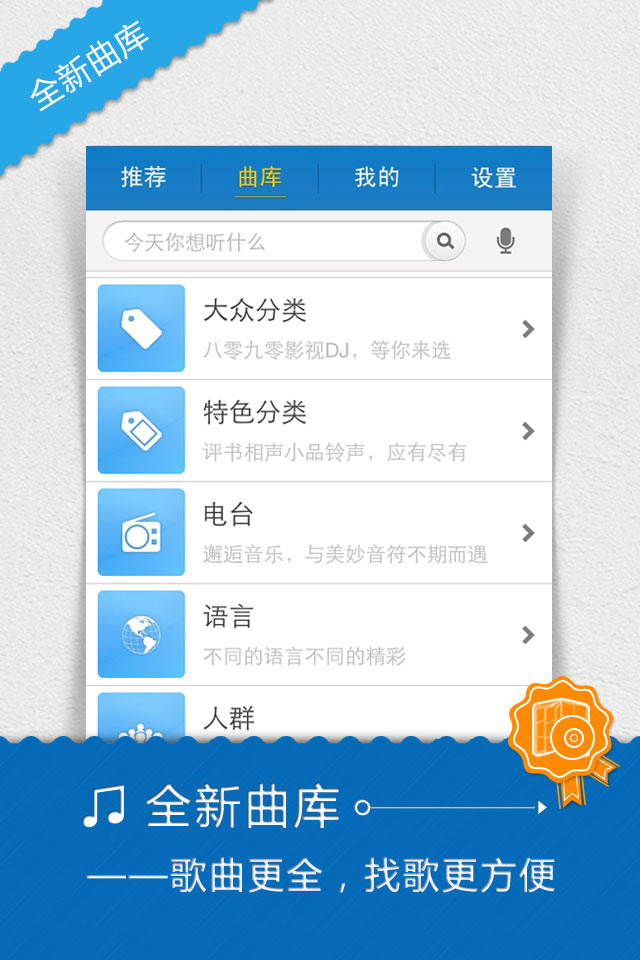 全新曲库
推荐 曲库 我的 设置
今天你想听什么
大众分类
八零九零影视DJ，等你来选
特色分类
评书相声小品铃声，应有尽有
电台
邂逅音乐，与美妙音符不期而遇
语言
不同的语言不同的精彩
人群
全新曲库
——歌曲更全，找歌更方便